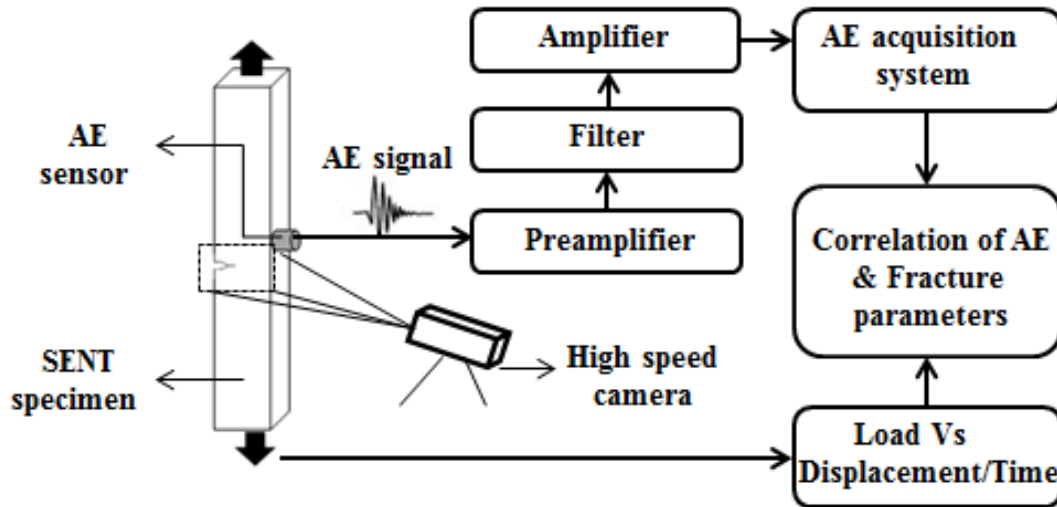 Amplifier
AE acquisition
system
AE
sensor
AE signal
Filter
Preamplifier
Correlation of AE
& Fracture
parameters
SENT
specimen
High speed
camera
Load Vs
Displacement/Time